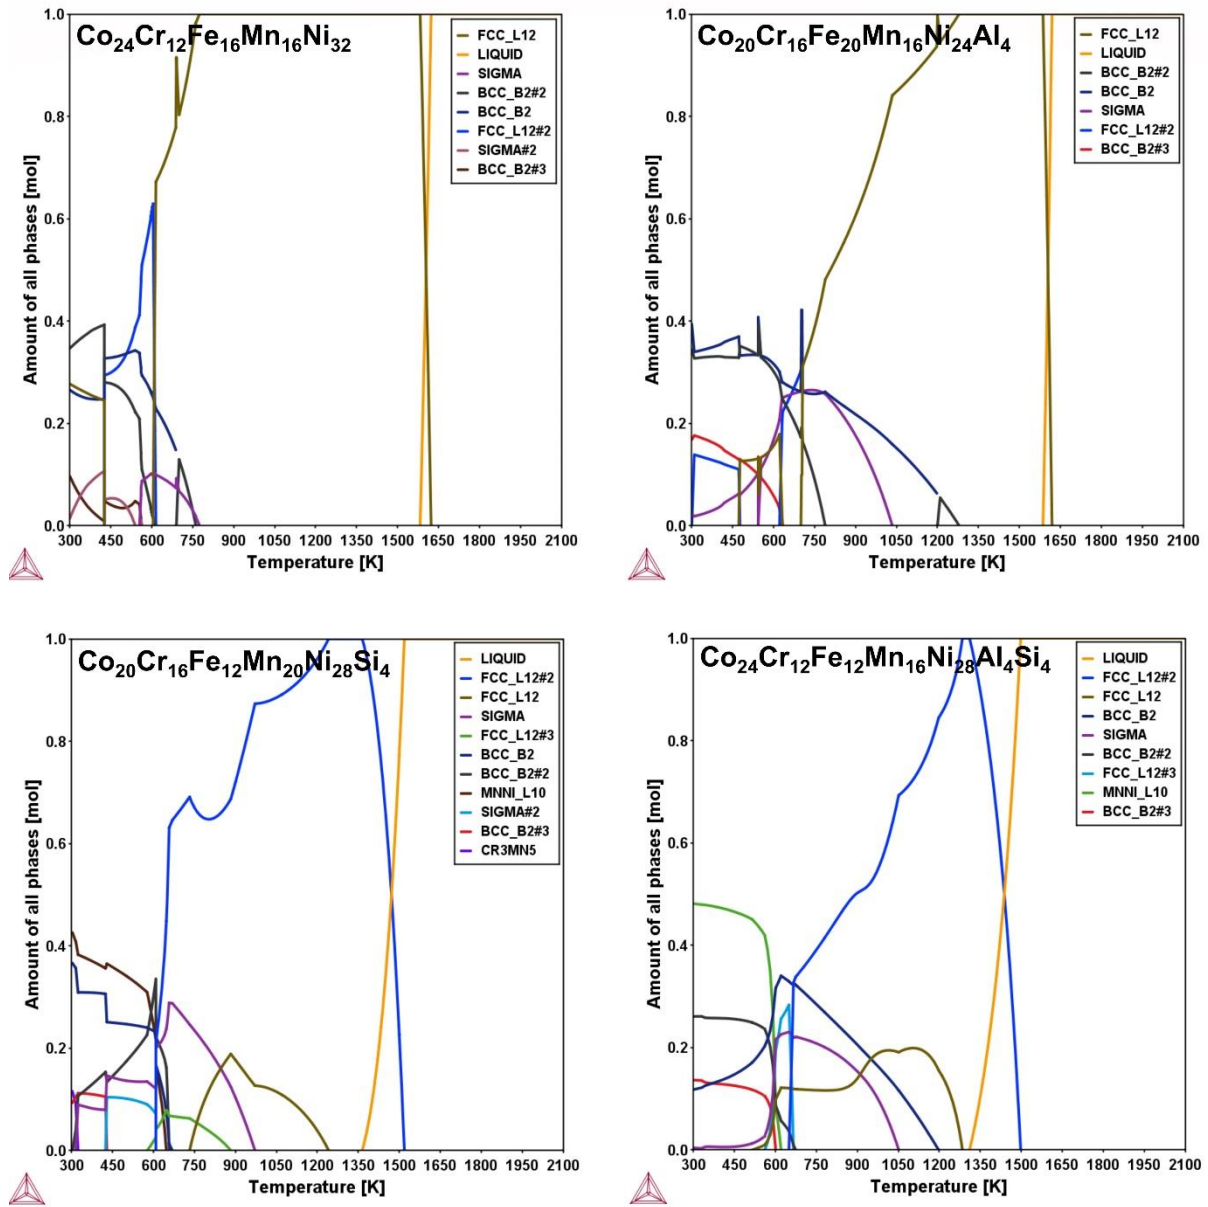 Co24Cr12Fe16Mn16Ni32
FCC_L12
LIQUID
SIGMA
BCC_B2#2
BCC_B2
FCC_L12#2
SIGMA#2
BCC_B2#3
Amount of all phases [mol]
1.0
0.8
0.6
0.4
0.2
0.0
300 450 600 750 900 1050 1200 1350 1500 1650 1800 1950 2100
Temperature [K]
Co20Cr16Fe20Mn16Ni24Al4
FCC_L12
LIQUID
BCC_B2#2
BCC_B2
SIGMA
FCC_L12#2
BCC_B2#3
Amount of all phases [mol]
1.0
0.8
0.6
0.4
0.2
0.0
300 450 600 750 900 1050 1200 1350 1500 1650 1800 1950 2100
Temperature [K]
Co20Cr16Fe12Mn20Ni28Si4
LIQUID
FCC_L12#2
FCC_L12
SIGMA
FCC_L12#3
BCC_B2
BCC_B2#2
MNNI_L10
SIGMA#2
BCC_B2#3
CR3MN5
Amount of all phases [mol]
1.0
0.8
0.6
0.4
0.2
0.0
300 450 600 750 900 1050 1200 1350 1500 1650 1800 1950 2100
Temperature [K]
Co24Cr12Fe12Mn16Ni28Al4Si4
LIQUID
FCC_L12#2
FCC_L12
BCC_B2
SIGMA
BCC_B2#2
FCC_L12#3
MNNI_L10
BCC_B2#3
Amount of all phases [mol]
1.0
0.8
0.6
0.4
0.2
0.0
300 450 600 750 900 1050 1200 1350 1500 1650 1800 1950 2100
Temperature [K]